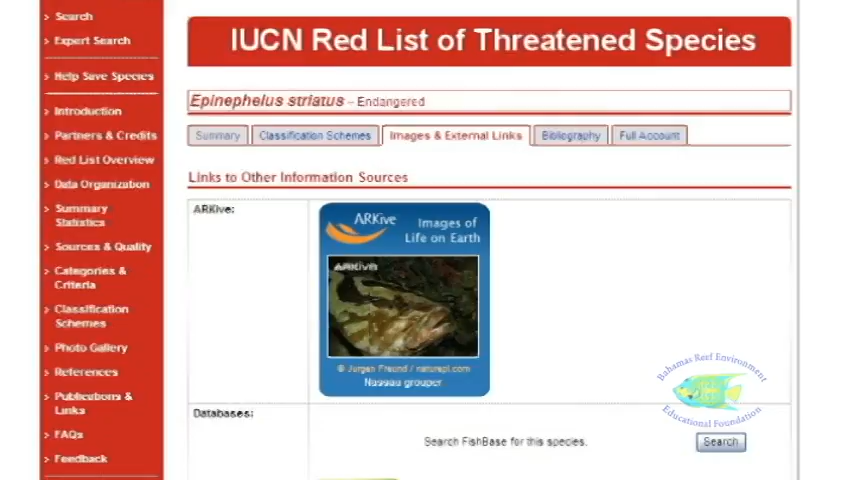 Search
Expert Search
Help Save Species
Introduction
Partners & Credits
Red List Overview
Data Organization
Summary
Statistics
Sources & Quality
Categories &
Criteria
Classification
Schemes
Photo Gallery
References
Publications &
Links
FAQs
Feedback
IUCN Red List of Threatened Species
Epinephelus striatus – Endangered
Summary
Classification Schemes
Images & External Links
Bibliography
Full Account
Links to Other Information Sources
ARKive:
ARKive
Images of
Life on Earth
ARKIVE
© Jurgen Freund / naturepl.com
Nassau grouper
Databases:
Search FishBase for this species.
Search
Bahamas Reef Environment
Educational Foundation